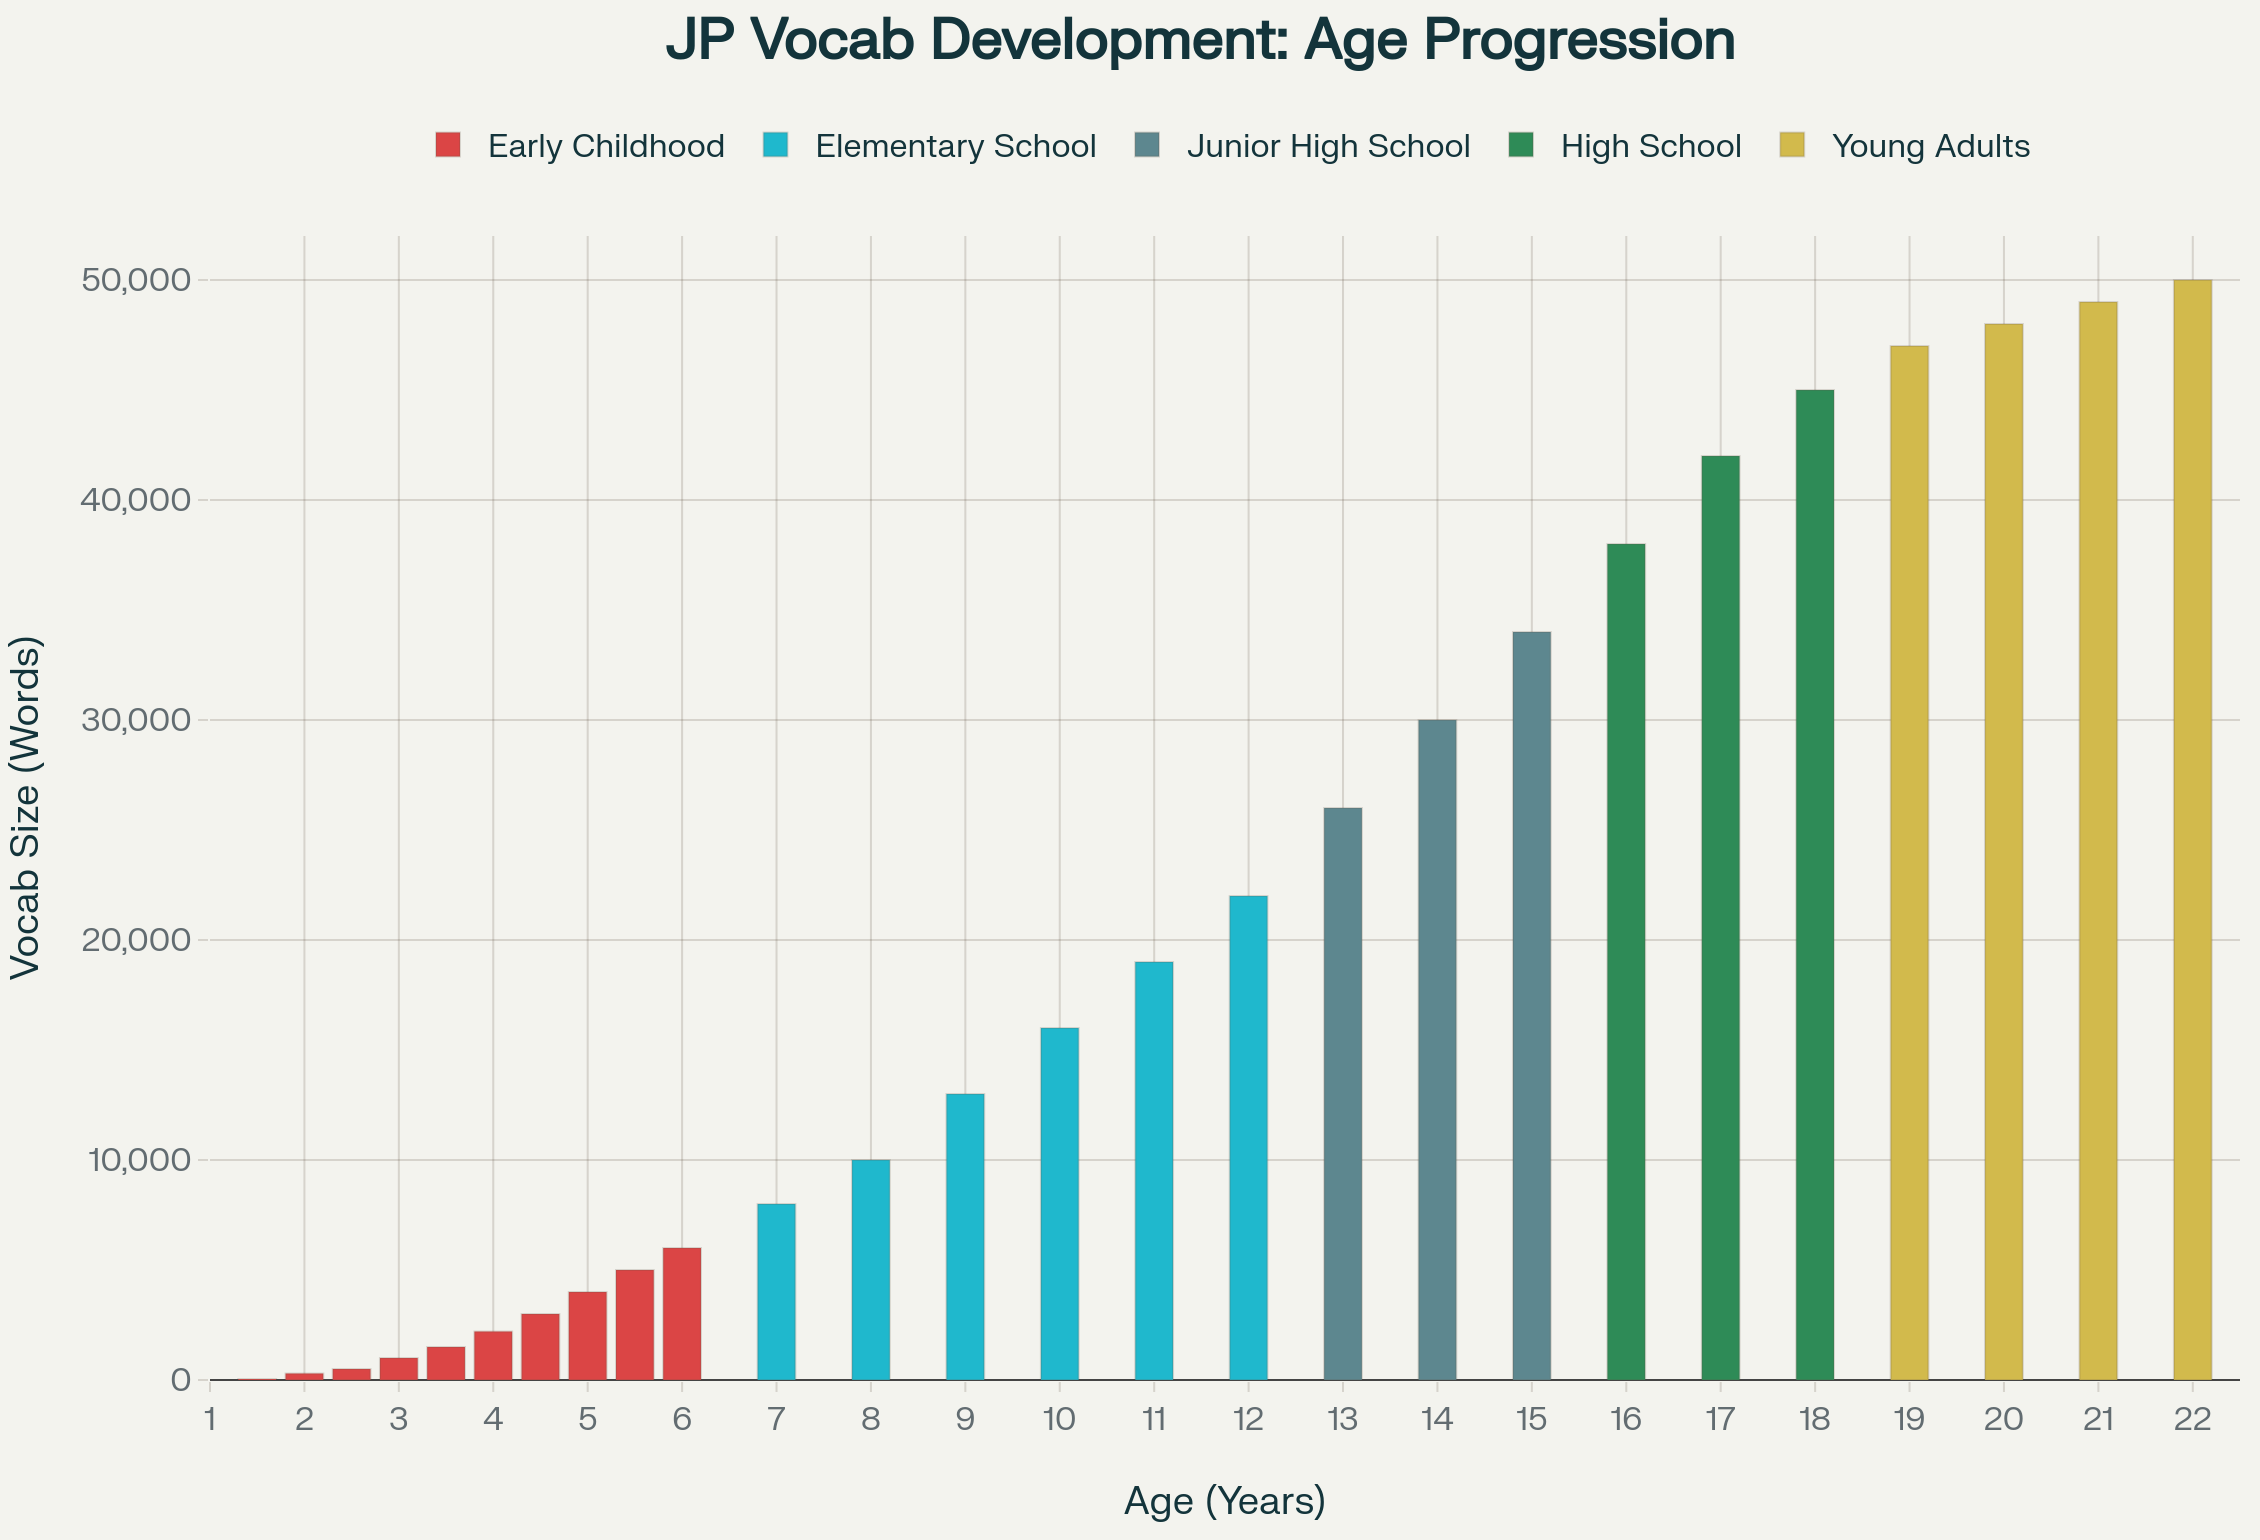 JP Vocab Development: Age Progression
Early Childhood
Elementary School
Junior High School
High School
Young Adults
Vocab Size (Words)
50,000
40,000
30,000
20,000
10,000
0
1 2 3 4 5 6 7 8 9 10 11 12 13 14 15 16 17 18 19 20 21 22
Age (Years)